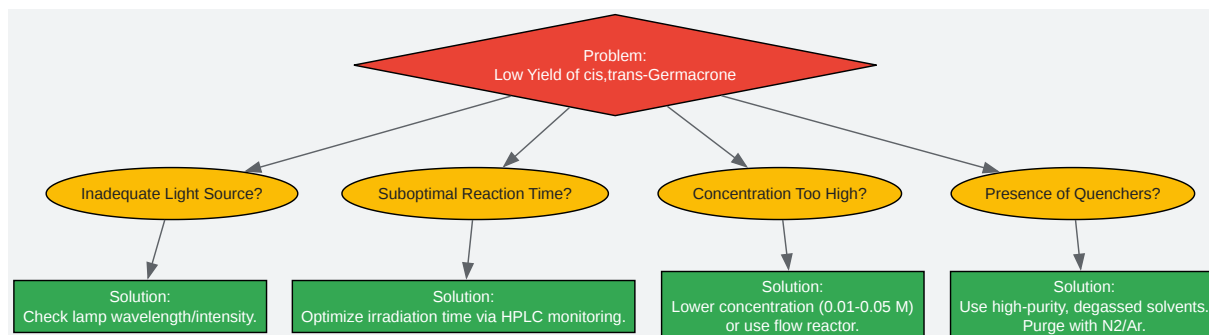 Problem:
Low Yield of cis,trans-Germacrone
Inadequate Light Source?
Suboptimal Reaction Time?
Concentration Too High?
Presence of Quenchers?
Solution:
Check lamp wavelength/intensity.
Solution:
Optimize irradiation time via HPLC monitoring.
Solution:
Lower concentration (0.01-0.05 M)
or use flow reactor.
Solution:
Use high-purity, degassed solvents.
Purge with N2/Ar.